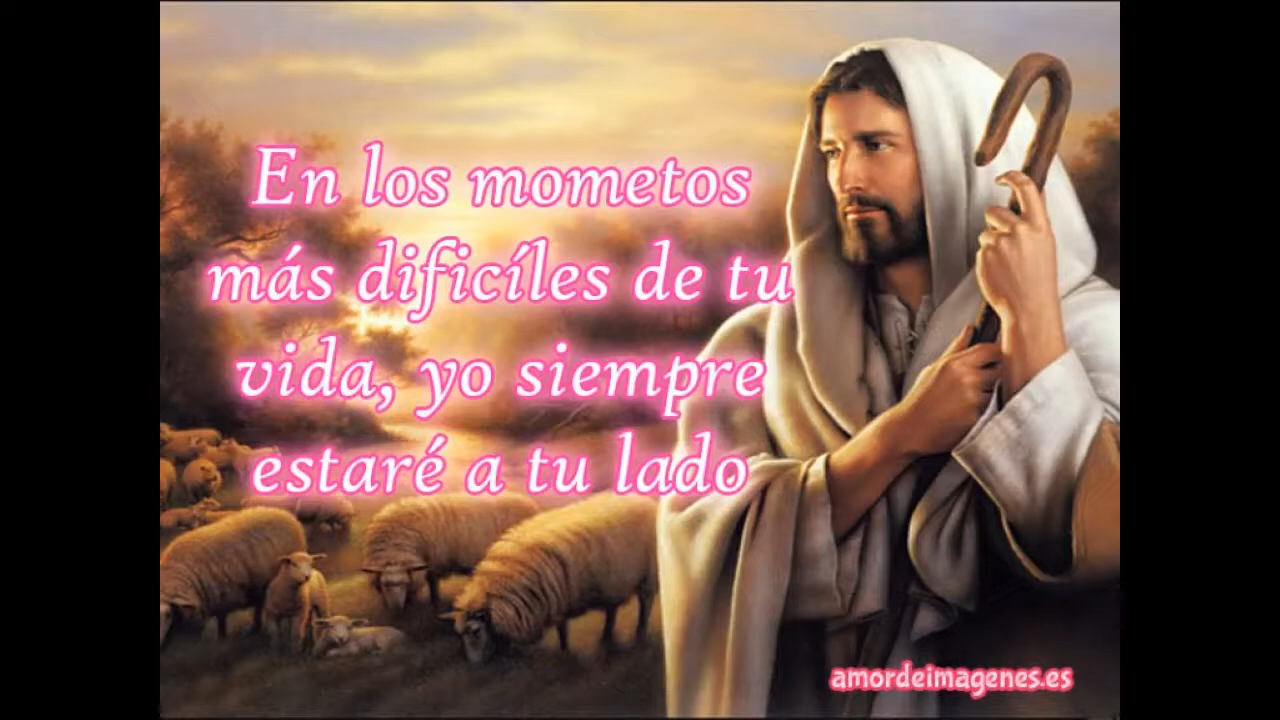 En los mometos
más dificíles de tu
vida, yo siempre
estaré a tu lado
amordeimagenes.es